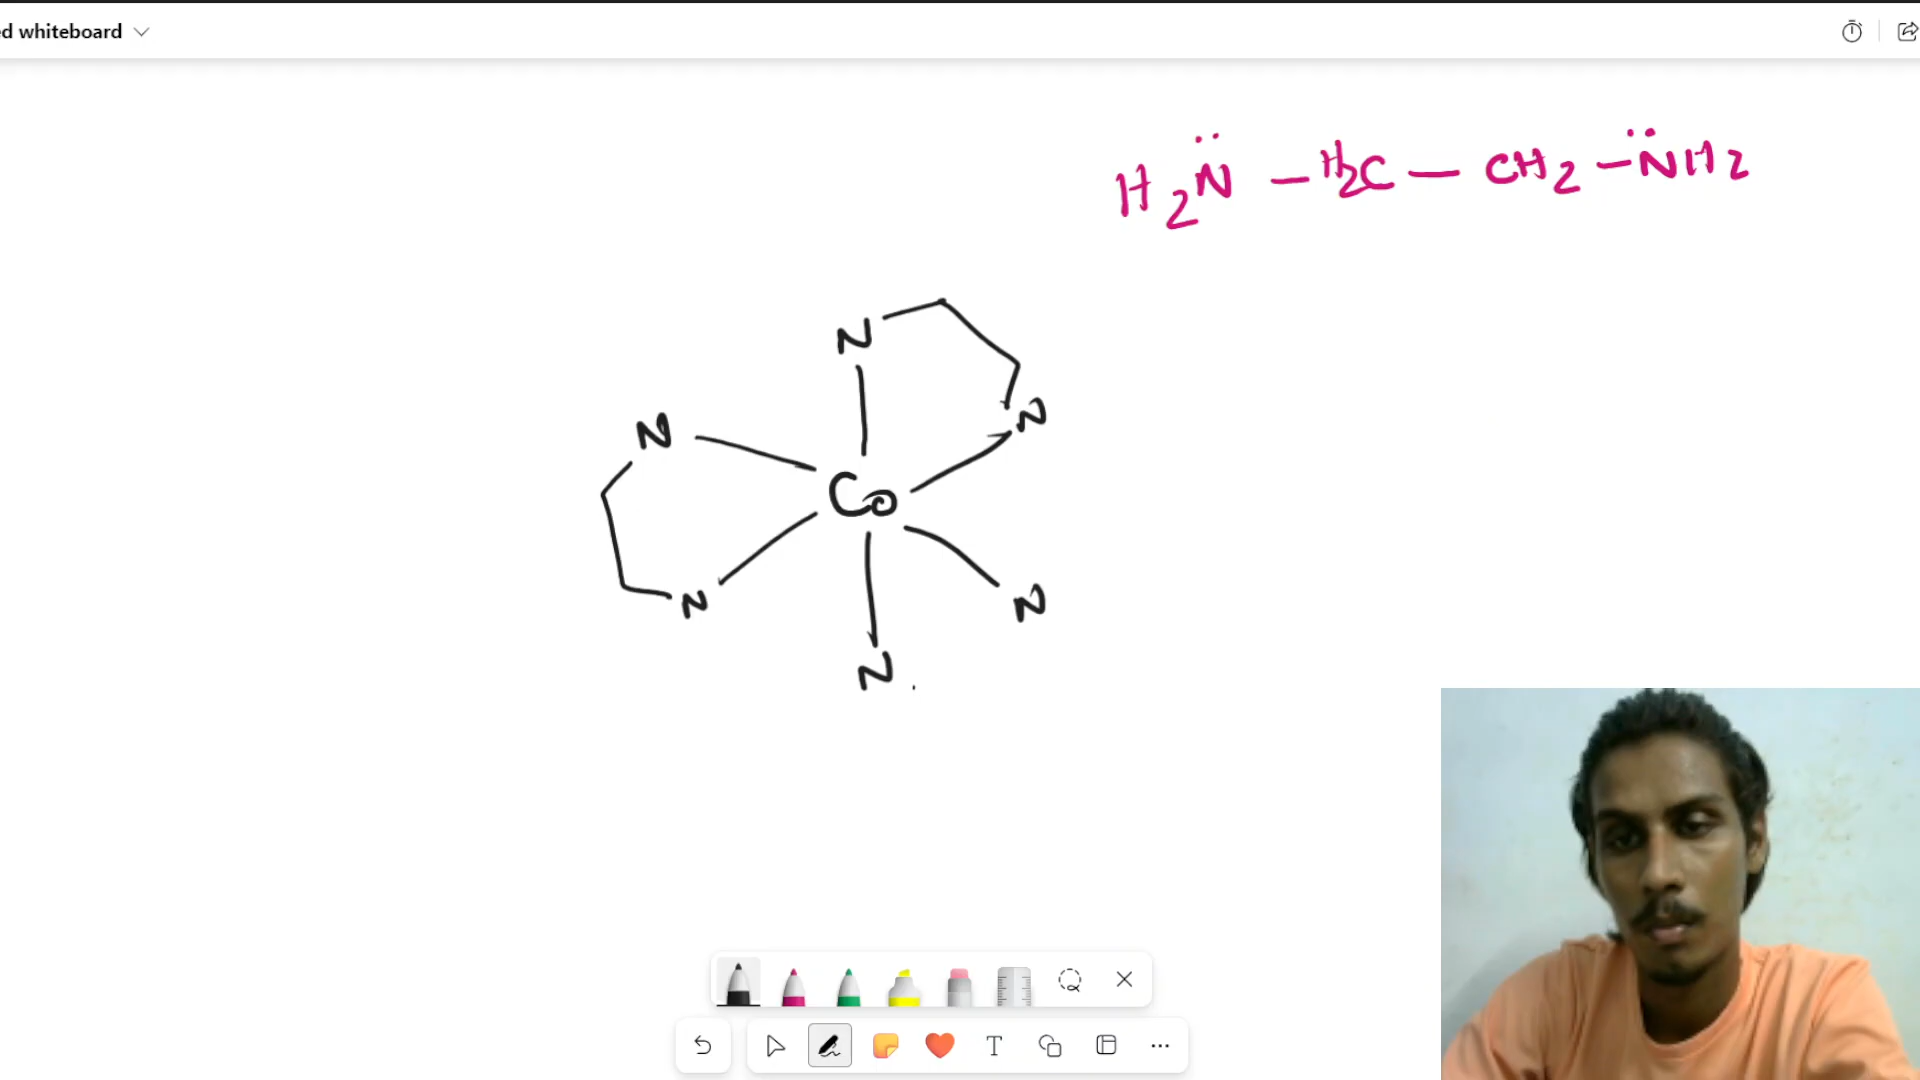 d whiteboard
H2N̈ – H2C – CH2 – N̈H2
N
N
N
Co
N
N
N
T